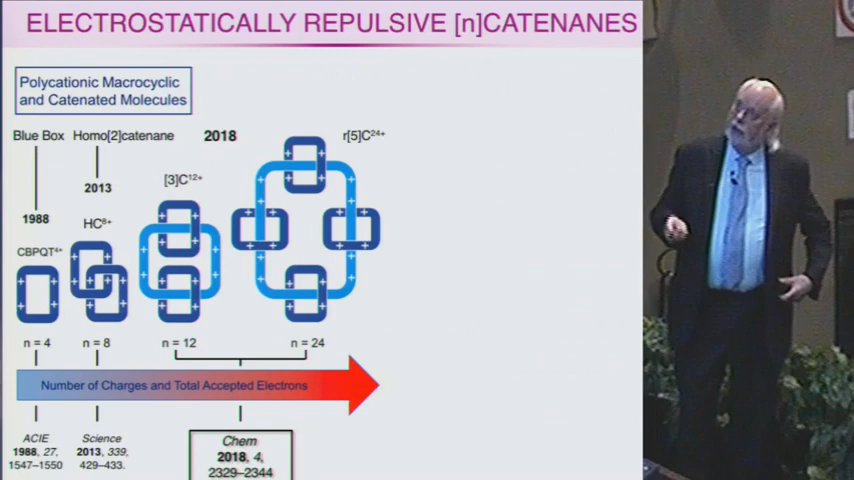 ELECTROSTATICALLY REPULSIVE [n]CATENANES
Polycationic Macrocyclic
and Catenated Molecules
Blue Box Homo[2]catenane 2018 r[5]C24+
[3]C12+
2013
1988
HC8+
CBPQT4+
n = 4 n = 8 n = 12 n = 24
Number of Charges and Total Accepted Electrons
ACIE
1988, 27,
1547–1550
Science
2013, 339,
429–433.
Chem
2018, 4,
2329–2344